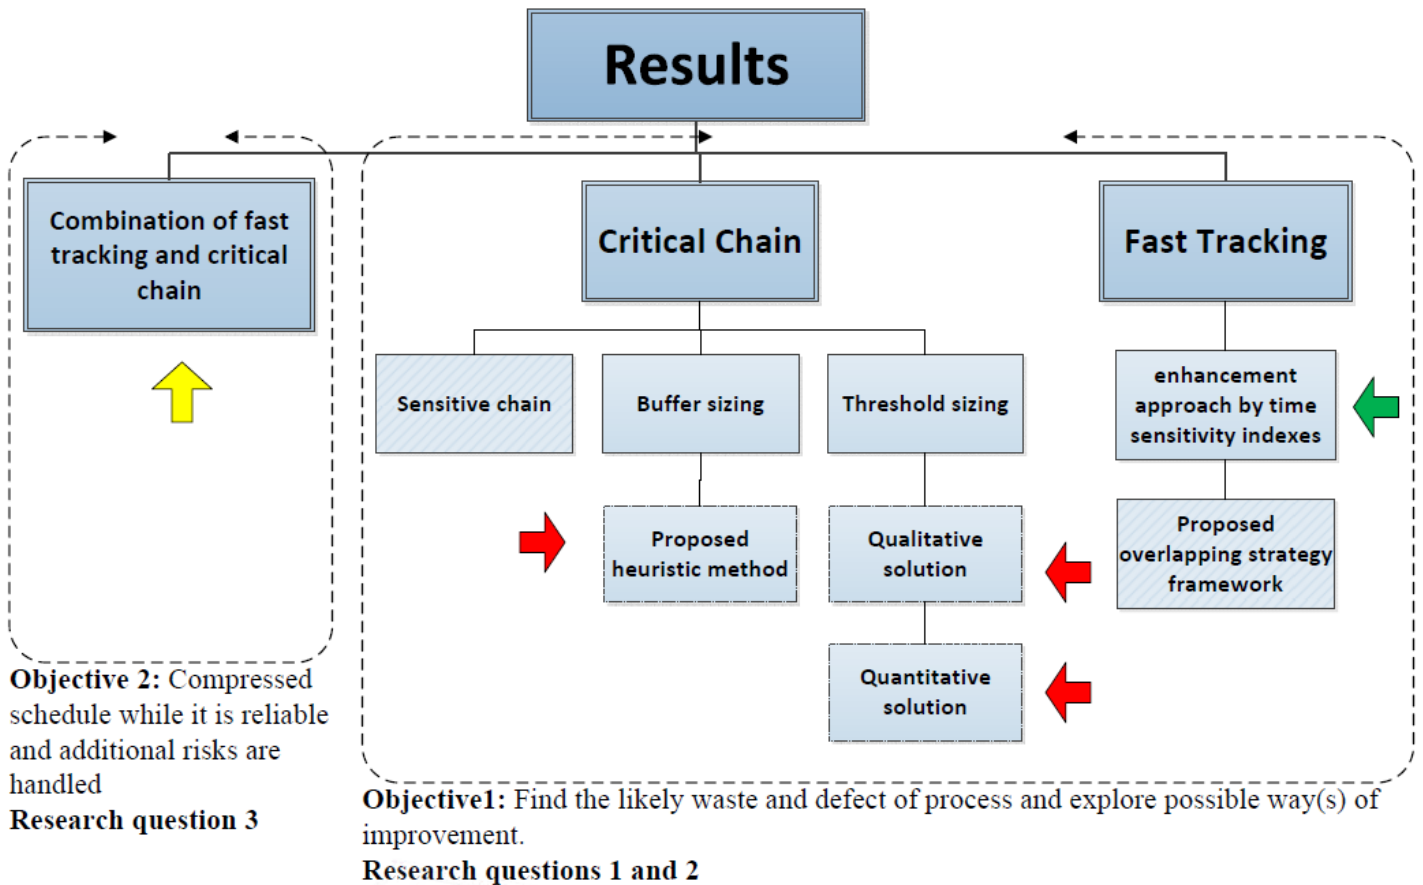 Results
Combination of fast
tracking and critical
chain
Critical Chain
Fast Tracking
Sensitive chain
Buffer sizing
Threshold sizing
enhancement
approach by time
sensitivity indexes
Proposed
heuristic method
Qualitative
solution
Proposed
overlapping strategy
framework
Quantitative
solution
Objective 2: Compressed
schedule while it is reliable
and additional risks are
handled
Research question 3
Objective1: Find the likely waste and defect of process and explore possible way(s) of
improvement.
Research questions 1 and 2